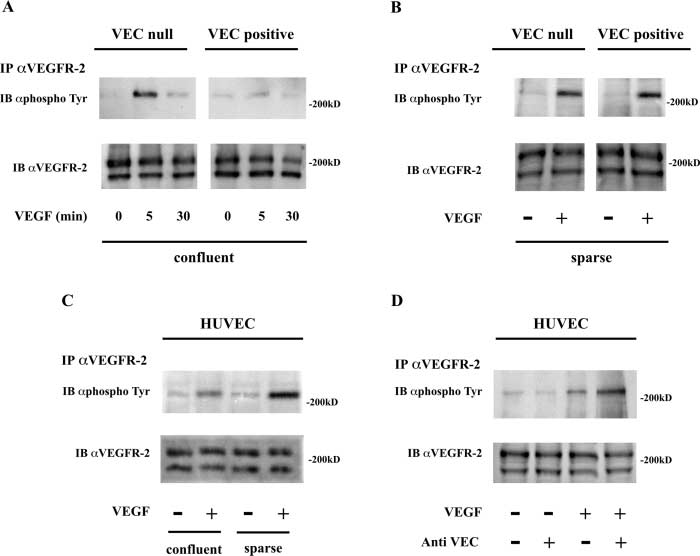 A
VEC null VEC positive
IP αVEGFR-2
IB αphospho Tyr -200kD
IB αVEGFR-2 -200kD
VEGF (min) 0 5 30 0 5 30
confluent
B
VEC null VEC positive
IP αVEGFR-2
IB αphospho Tyr -200kD
IB αVEGFR-2 -200kD
VEGF - + - +
sparse
C
HUVEC
IP αVEGFR-2
IB αphospho Tyr -200kD
IB αVEGFR-2 -200kD
VEGF - + - +
confluent sparse
D
HUVEC
IP αVEGFR-2
IB αphospho Tyr -200kD
IB αVEGFR-2 -200kD
VEGF - - + +
Anti VEC - + - +